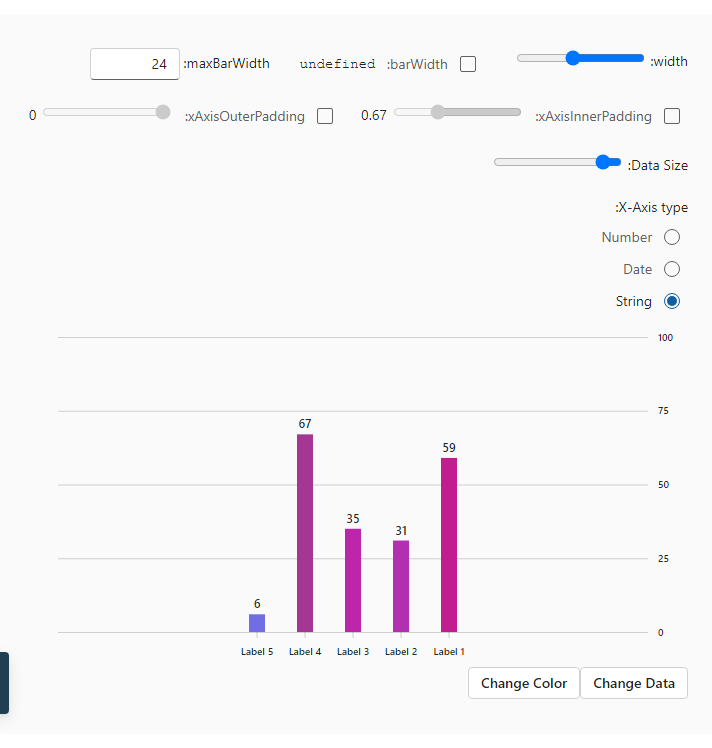 width:
barWidth: undefined
maxBarWidth: 24
xAxisInnerPadding: 0.67
xAxisOuterPadding: 0
Data Size:
X-Axis type:
Number
Date
String
100
75
50
25
0
6
67
35
31
59
Label 5
Label 4
Label 3
Label 2
Label 1
Change Color
Change Data